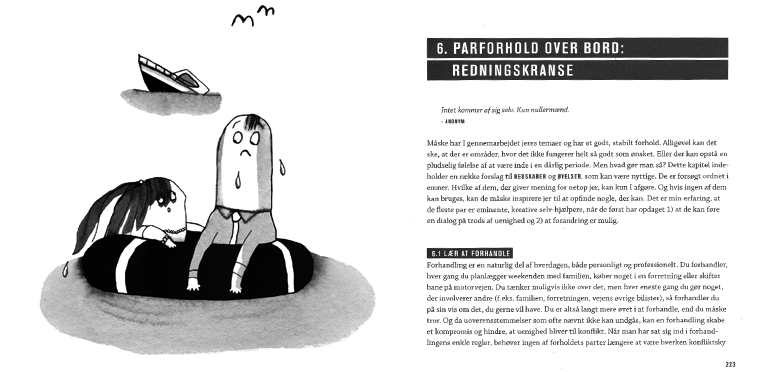 6. PARFORHOLD OVER BORD:
REDNINGSKRANSE
Intet kommer af sig selv. Kun nullermænd.
- ANONYM
Måske har I gennemarbejdet jeres temaer og har et godt, stabilt forhold. Alligevel kan det
ske, at der er områder, hvor det ikke fungerer helt så godt som ønsket. Eller der kan opstå en
pludselig følelse af at være inde i en dårlig periode. Men hvad gør man så? Dette kapitel inde-
holder en række forslag til REDSKABER og ØVELSER, som kan være nyttige. De er forsøgt ordnet i
emner. Hvilke af dem, der giver mening for netop jer, kan kun I afgøre. Og hvis ingen af dem
kan bruges, kan de måske inspirere jer til at opfinde nogle, der kan. Det er min erfaring, at
de fleste par er eminente, kreative selv-hjælpere, når de først har opdaget 1) at de kan føre
en dialog på trods af uenighed og 2) at forandring er mulig.
6.1 LÆR AT FORHANDLE
Forhandling er en naturlig del af hverdagen, både personligt og professionelt. Du forhandler,
hver gang du planlægger weekenden med familien, køber noget i en forretning eller skifter
bane på motorvejen. Du tænker muligvis ikke over det, men hver eneste gang du gør noget,
der involverer andre (f.eks. familien, forretningen, vejens øvrige bilister), så forhandler du
på sin vis om det, du gerne vil have. Du er altså langt mere øvet i at forhandle, end du måske
tror. Og da uoverensstemmelser som ofte nævnt ikke kan undgås, kan en forhandling skabe
et kompromis og hindre, at uenighed bliver til konflikt. Når man har sat sig ind i forhand-
lingens enkle regler, behøver ingen af forholdets parter længere at være hverken konfliktsky
223